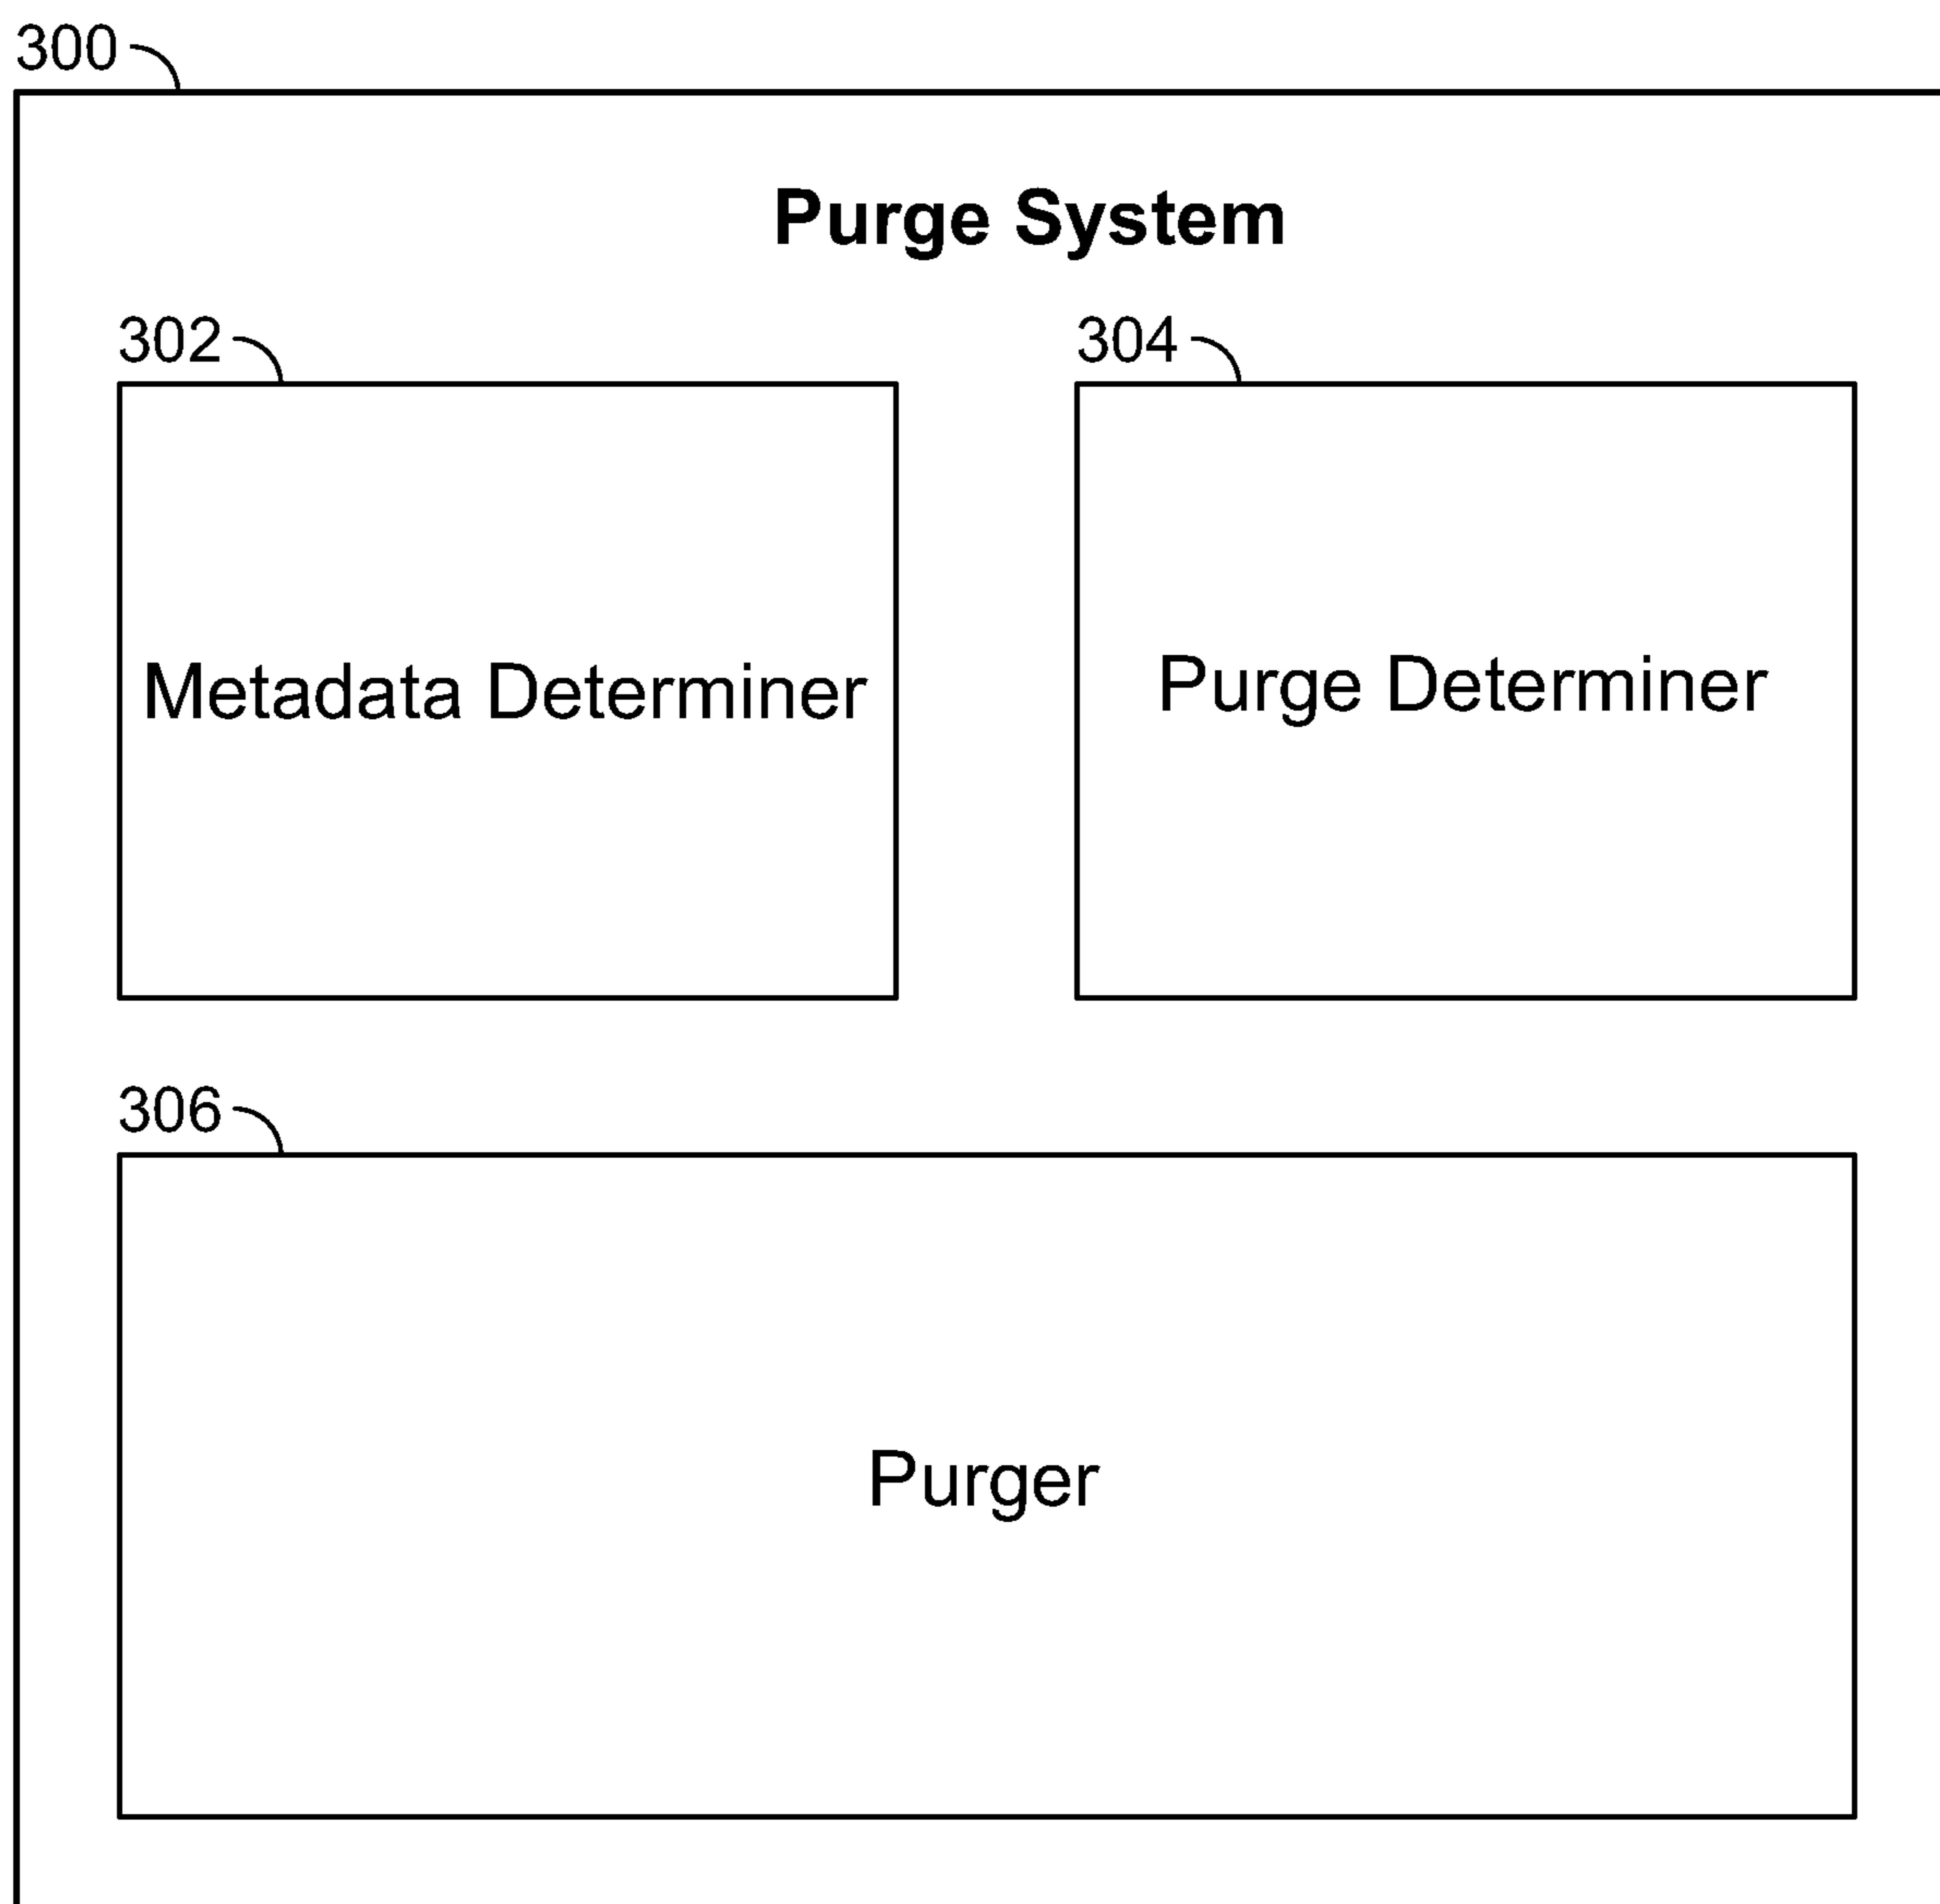 300
Purge System
302
304
Metadata Determiner
Purge Determiner
306
Purger